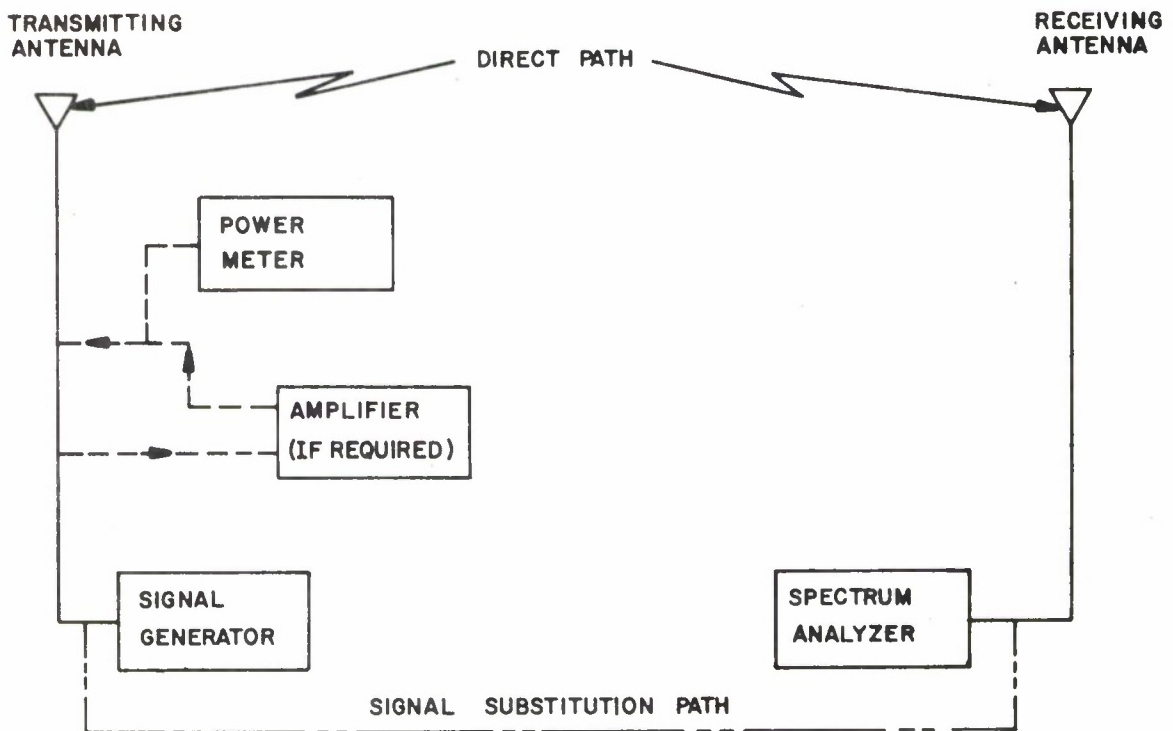 TRANSMITTING
ANTENNA
DIRECT PATH
RECEIVING
ANTENNA
POWER
METER
AMPLIFIER
(IF REQUIRED)
SIGNAL
GENERATOR
SPECTRUM
ANALYZER
SIGNAL SUBSTITUTION PATH